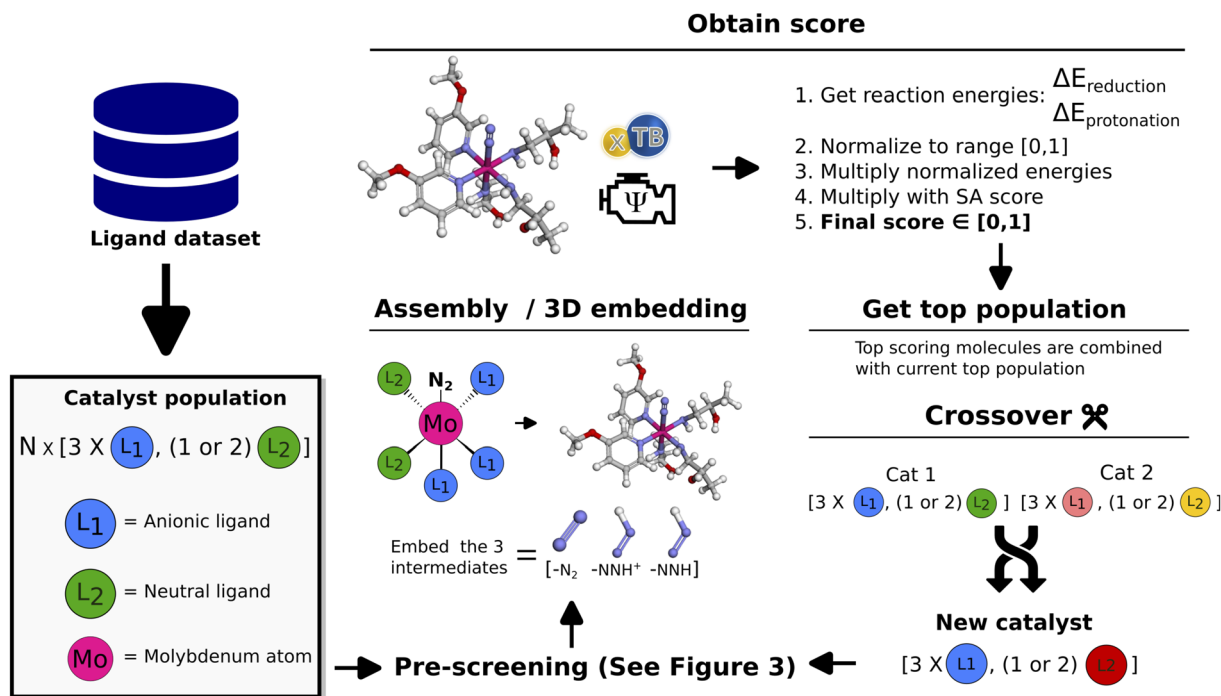 Obtain score
xTB
Ψ
1. Get reaction energies: ΔE reduction
ΔE protonation
2. Normalize to range [0,1]
3. Multiply normalized energies
4. Multiply with SA score
5. Final score ∈ [0,1]
Ligand dataset
Catalyst population
N x [3 X L₁, (1 or 2) L₂ ]
L₁ = Anionic ligand
L₂ = Neutral ligand
Mo = Molybdenum atom
Assembly / 3D embedding
L₂ N₂ L₁
Mo
L₂ L₁
L₁
Embed the 3
intermediates = [-N₂ -NNH⁺ -NNH]
Get top population
Top scoring molecules are combined
with current top population
Crossover
Cat 1 Cat 2
[3 X L₁, (1 or 2) L₂ ] [3 X L₁, (1 or 2) L₂ ]
New catalyst
[3 X L1, (1 or 2) L2 ]
Pre-screening (See Figure 3)